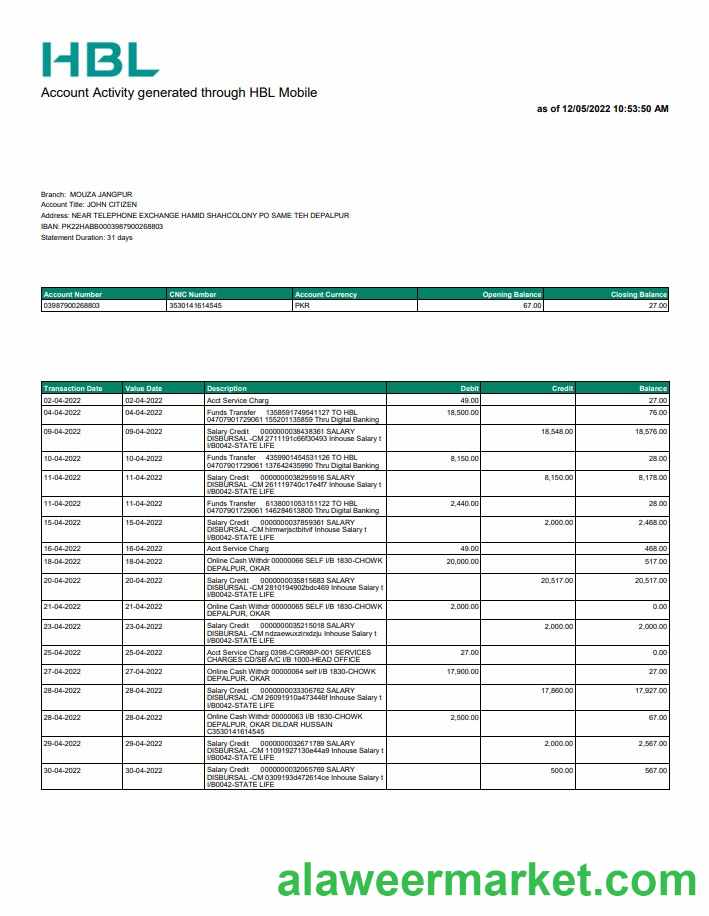 HBL
Account Activity generated through HBL Mobile
as of 12/05/2022 10:53:50 AM
Branch: MOUZA JANGPUR
Account Title: JOHN CITIZEN
Address: NEAR TELEPHONE EXCHANGE HAMID SHAHCOLONY PO SAME TEH DEPALPUR
IBAN: PK22HABB0003987900268803
Statement Duration: 31 days
Account Number CNIC Number Account Currency Opening Balance Closing Balance
03987900268803 3530141614545 PKR 67.00 27.00
Transaction Date Value Date Description Debit Credit Balance
02-04-2022 02-04-2022 Acct Service Charg 49.00 27.00
04-04-2022 04-04-2022 Funds Transfer 1358591749541127 TO HBL 18,500.00 76.00
04707901729061 155201135859 Thru Digital Banking
09-04-2022 09-04-2022 Salary Credit 0000000038438361 SALARY 18,548.00 18,576.00
DISBURSAL -CM 2711191c66f30493 Inhouse Salary t
I/B0042-STATE LIFE
10-04-2022 10-04-2022 Funds Transfer 4359901454531126 TO HBL 8,150.00 28.00
04707901729061 137642435990 Thru Digital Banking
11-04-2022 11-04-2022 Salary Credit 0000000038295916 SALARY 8,150.00 8,178.00
DISBURSAL -CM 261119740c17e4f7 Inhouse Salary t
I/B0042-STATE LIFE
11-04-2022 11-04-2022 Funds Transfer 6138001053151122 TO HBL 2,440.00 28.00
04707901729061 146284613800 Thru Digital Banking
15-04-2022 15-04-2022 Salary Credit 0000000037859361 SALARY 2,000.00 2,468.00
DISBURSAL -CM hlrmwrjsctbitvlf Inhouse Salary t
I/B0042-STATE LIFE
16-04-2022 16-04-2022 Acct Service Charg 49.00 468.00
18-04-2022 18-04-2022 Online Cash Withdr 00000066 SELF I/B 1830-CHOWK 20,000.00 517.00
DEPALPUR, OKAR
20-04-2022 20-04-2022 Salary Credit 0000000035815683 SALARY 20,517.00 20,517.00
DISBURSAL -CM 2810194902bdc469 Inhouse Salary t
I/B0042-STATE LIFE
21-04-2022 21-04-2022 Online Cash Withdr 00000065 SELF I/B 1830-CHOWK 2,000.00 0.00
DEPALPUR, OKAR
23-04-2022 23-04-2022 Salary Credit 0000000035215018 SALARY 2,000.00 2,000.00
DISBURSAL -CM ndzaewuxzirxdzju Inhouse Salary t
I/B0042-STATE LIFE
25-04-2022 25-04-2022 Acct Service Charg 0398-CGR9BP-001 SERVICES 27.00 0.00
CHARGES CD/SB A/C I/B 1000-HEAD OFFICE
27-04-2022 27-04-2022 Online Cash Withdr 00000064 self I/B 1830-CHOWK 17,900.00 27.00
DEPALPUR, OKAR
28-04-2022 28-04-2022 Salary Credit 0000000033306762 SALARY 17,860.00 17,927.00
DISBURSAL -CM 26091910a473446f Inhouse Salary t
I/B0042-STATE LIFE
28-04-2022 28-04-2022 Online Cash Withdr 00000063 I/B 1830-CHOWK 2,500.00 67.00
DEPALPUR, OKAR DILDAR HUSSAIN
C3530141614545
29-04-2022 29-04-2022 Salary Credit 0000000032671789 SALARY 2,000.00 2,567.00
DISBURSAL -CM 11091927130e44a9 Inhouse Salary t
I/B0042-STATE LIFE
30-04-2022 30-04-2022 Salary Credit 0000000032065769 SALARY 500.00 567.00
DISBURSAL -CM 0309193d472614ce Inhouse Salary t
I/B0042-STATE LIFE
alaweermarket.com